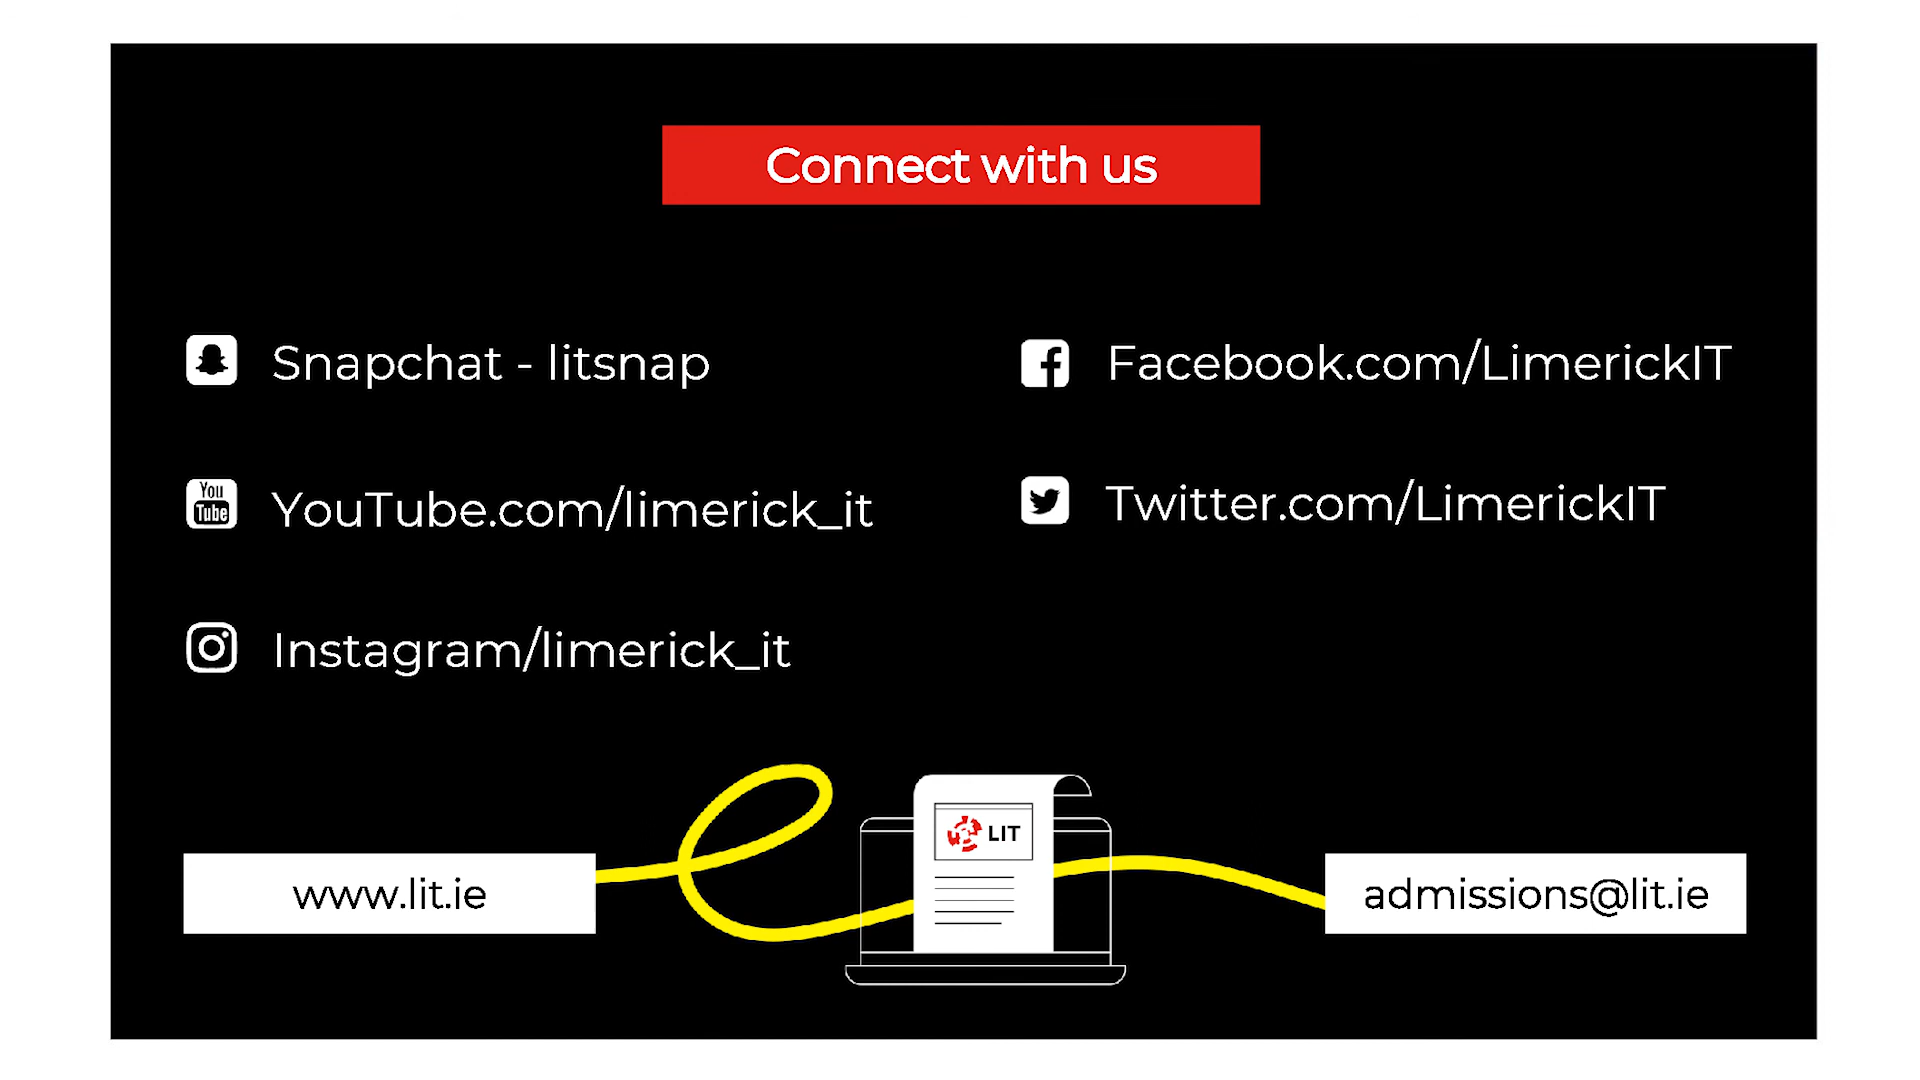 Connect with us
Snapchat - litsnap
Facebook.com/LimerickIT
You
Tube
YouTube.com/limerick_it
Twitter.com/LimerickIT
Instagram/limerick_it
LIT
www.lit.ie
admissions@lit.ie